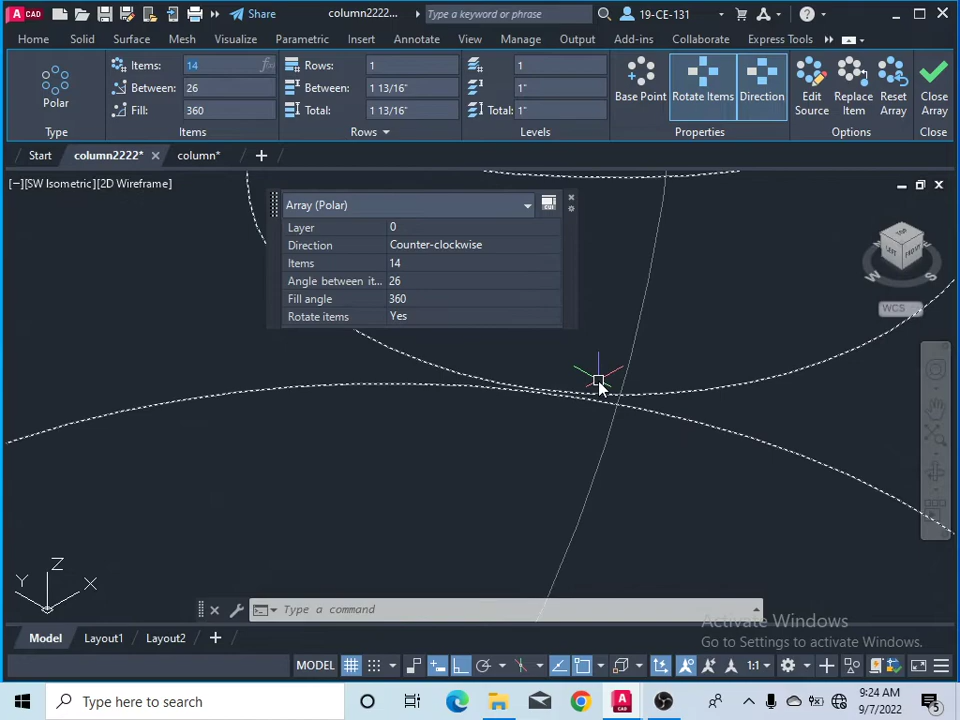 CAD
Share
column2222...
Type a keyword or phrase
19-CE-131
Home Solid Surface Mesh Visualize Parametric Insert Annotate View Manage Output Add-ins Collaborate Express Tools
Items: 14 Rows: 1 1
Between: 26 Between: 1 13/16" 1"
Fill: 360 Total: 1 13/16" Total: 1"
Polar Base Point Rotate Items Direction Edit Source Replace Item Reset Array Close Array
Type Items Rows Levels Properties Options Close
Start column2222* column*
[−][SW Isometric][2D Wireframe]
Array (Polar)
Layer 0
Direction Counter-clockwise
Items 14
Angle between it... 26
Fill angle 360
Rotate items Yes
TOP
FRONT
W S
WCS
Z
Y X
Type a command
Activate Windows
Go to Settings to activate Windows.
Model Layout1 Layout2
MODEL 1:1
Type here to search
9:24 AM
9/7/2022
5